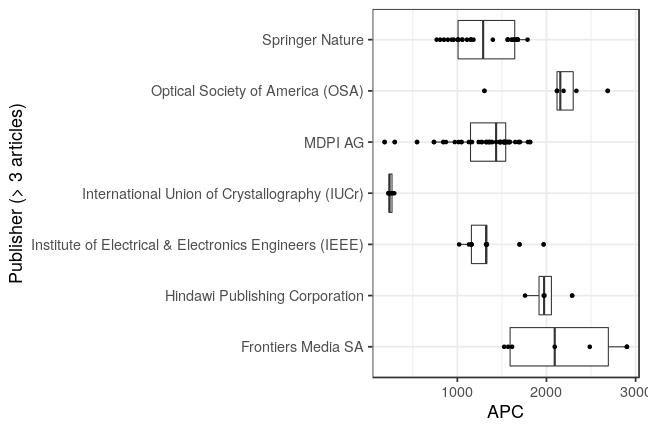 Publisher (> 3 articles)
Springer Nature
Optical Society of America (OSA)
MDPI AG
International Union of Crystallography (IUCr)
Institute of Electrical & Electronics Engineers (IEEE)
Hindawi Publishing Corporation
Frontiers Media SA
1000 2000 3000
APC